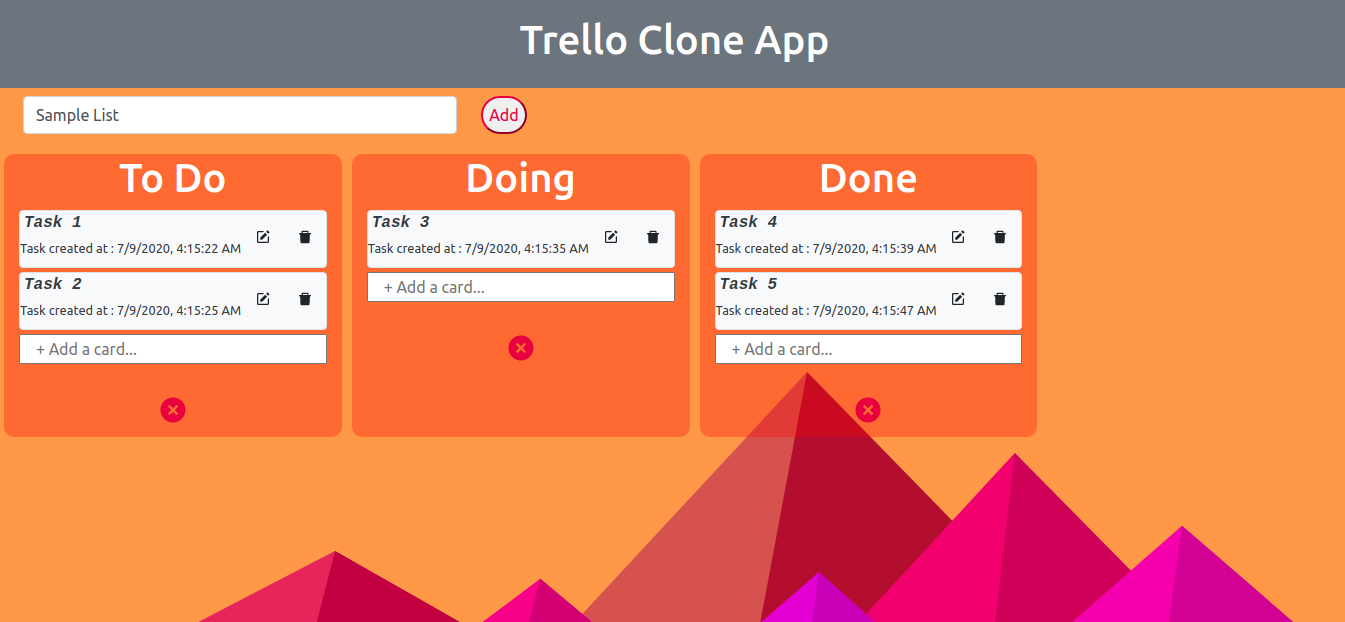 Trello Clone App
Sample List
Add
To Do
Task 1
Task created at : 7/9/2020, 4:15:22 AM
Task 2
Task created at : 7/9/2020, 4:15:25 AM
+ Add a card...
Doing
Task 3
Task created at : 7/9/2020, 4:15:35 AM
+ Add a card...
Done
Task 4
Task created at : 7/9/2020, 4:15:39 AM
Task 5
Task created at : 7/9/2020, 4:15:47 AM
+ Add a card...